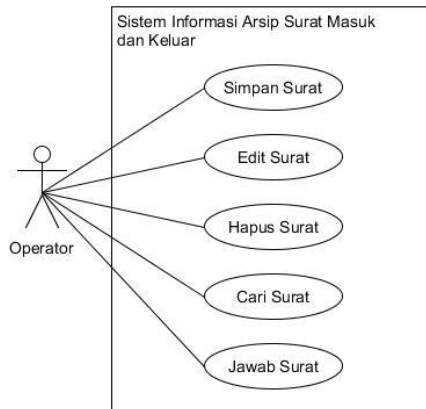 Sistem Informasi Arsip Surat Masuk
dan Keluar
Simpan Surat
Edit Surat
Hapus Surat
Operator
Cari Surat
Jawab Surat